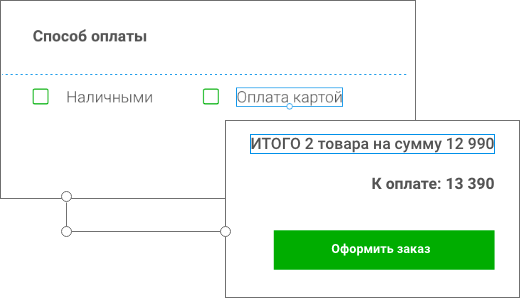 Способ оплаты
Наличными
Оплата картой
ИТОГО 2 товара на сумму 12 990
К оплате: 13 390
Оформить заказ